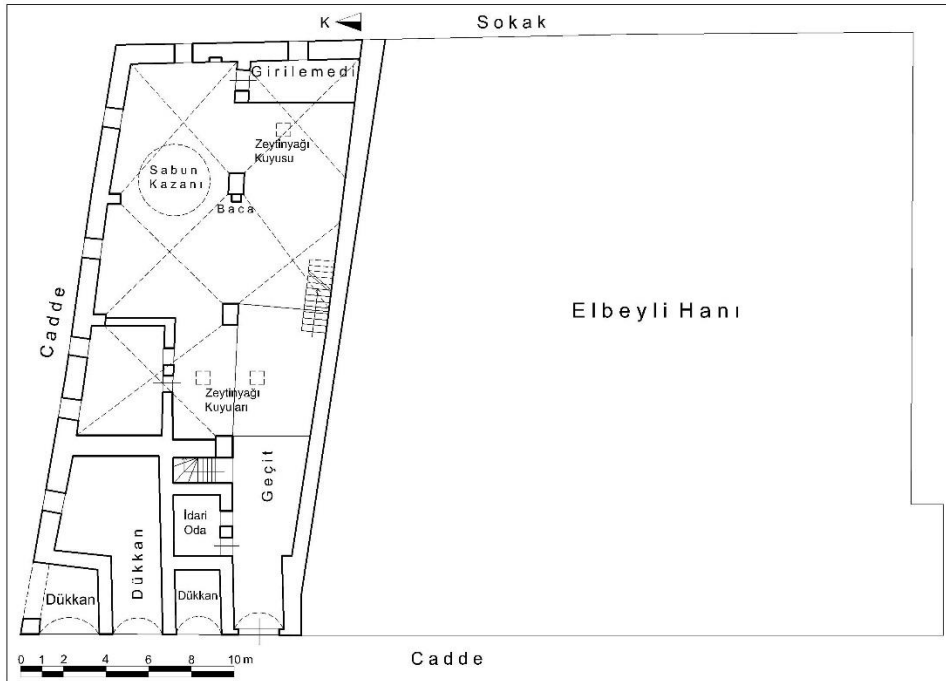 K
Sokak
Girilemedi
Zeytinyağı
Kuyusu
Sabun
Kazanı
Baca
Cadde
Elbeyli Hanı
Zeytinyağı
Kuyuları
Geçit
İdari
Oda
Dükkan
Dükkan
Dükkan
0 1 2 4 6 8 10 m
Cadde